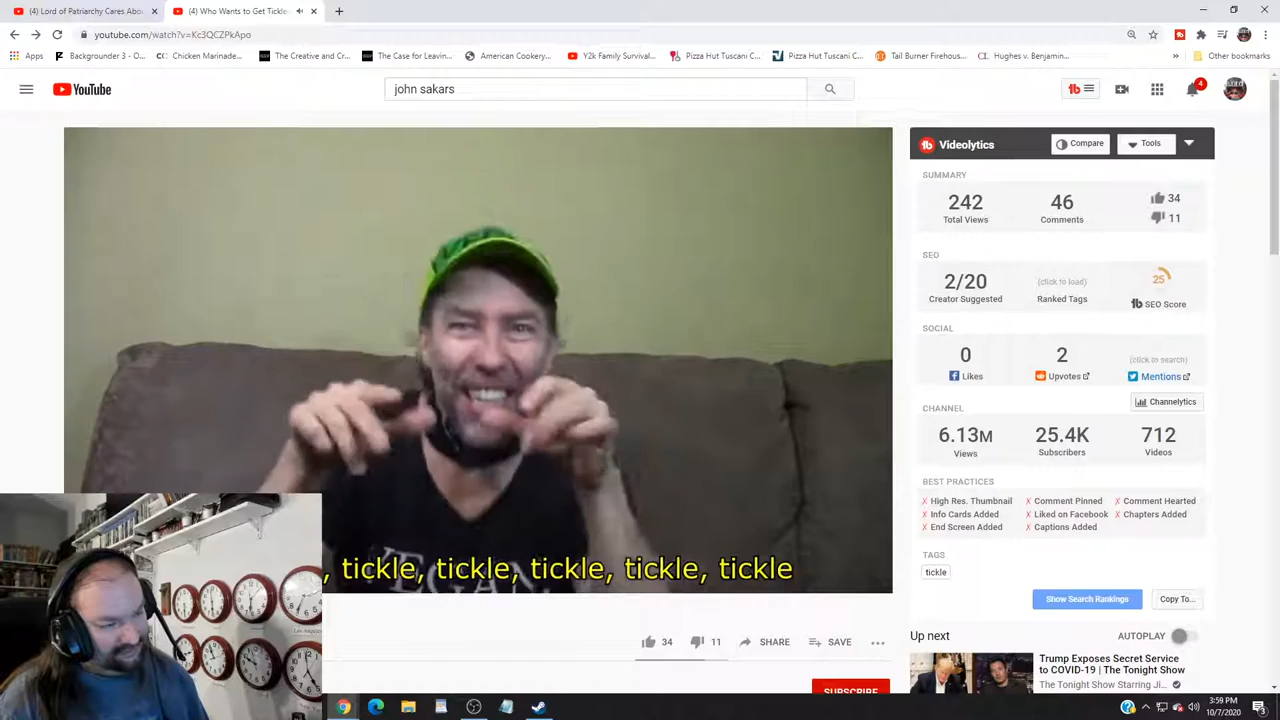 (4) Lord of Patriarchy Cares Abou
(4) Who Wants to Get Tickle
youtube.com/watch?v=Kc3QCZPkApo
Apps
Backgrounder 3 - O...
Chicken Marinade...
The Creative and Cr...
The Case for Leavin...
American Cookery...
Y2k Family Survival...
Pizza Hut Tuscani C...
Pizza Hut Tuscani C...
Tail Burner Firehous...
Hughes v. Benjamin...
»
Other bookmarks
YouTube
john sakars
4
Videolytics
Compare
Tools
SUMMARY
242
46
34
Total Views
Comments
11
SEO
2/20
(click to load)
25
Creator Suggested
Ranked Tags
SEO Score
SOCIAL
0
2
(click to search)
Likes
Upvotes
Mentions
Channelytics
CHANNEL
6.13M
25.4K
712
Views
Subscribers
Videos
BEST PRACTICES
X High Res. Thumbnail
X Comment Pinned
X Comment Hearted
X Info Cards Added
X Liked on Facebook
X Chapters Added
X End Screen Added
X Captions Added
TAGS
tickle
, tickle, tickle, tickle, tickle, tickle
Show Search Rankings
Copy To...
34
11
SHARE
SAVE
Up next
AUTOPLAY
Trump Exposes Secret Service
to COVID-19 | The Tonight Show
The Tonight Show Starring Ji...
SUBSCRIBE
3:59 PM
10/7/2020